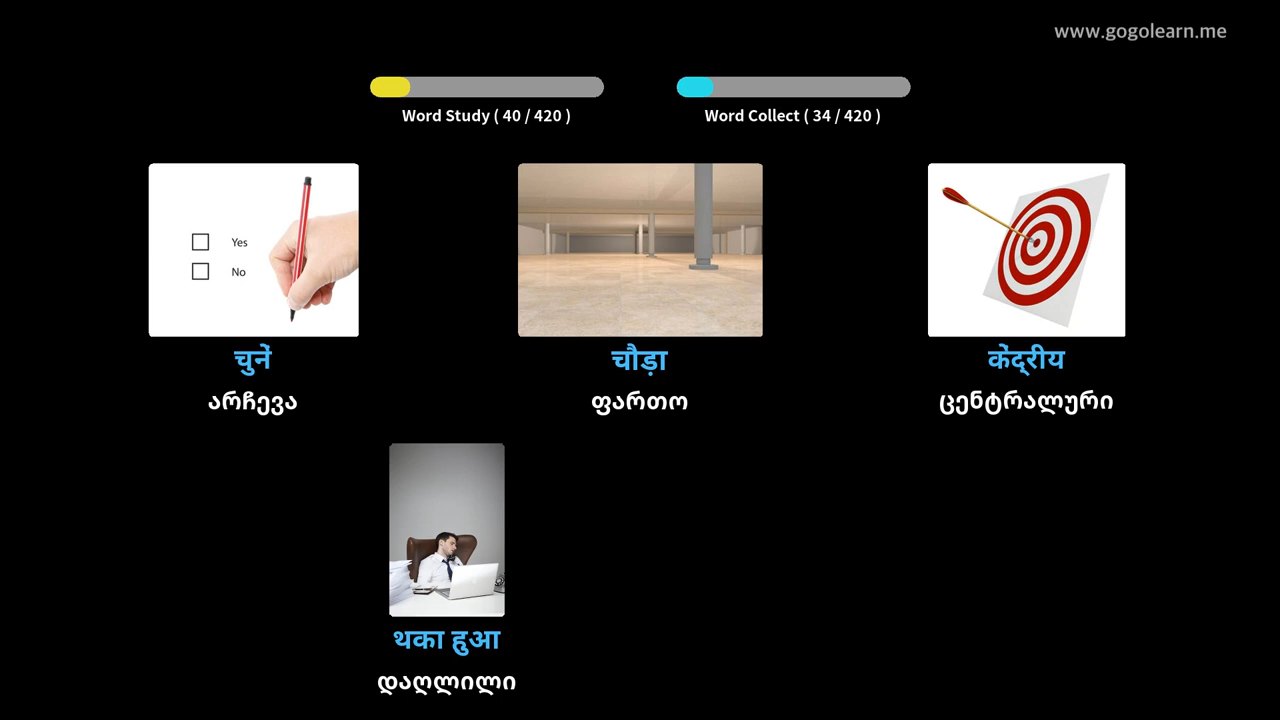 www.gogolearn.me
Word Study ( 40 / 420 )
Word Collect ( 34 / 420 )
Yes
No
चुनें
चौड़ा
केंद्रीय
არჩევა
ფართო
ცენტრალური
थका हुआ
დაღლილი